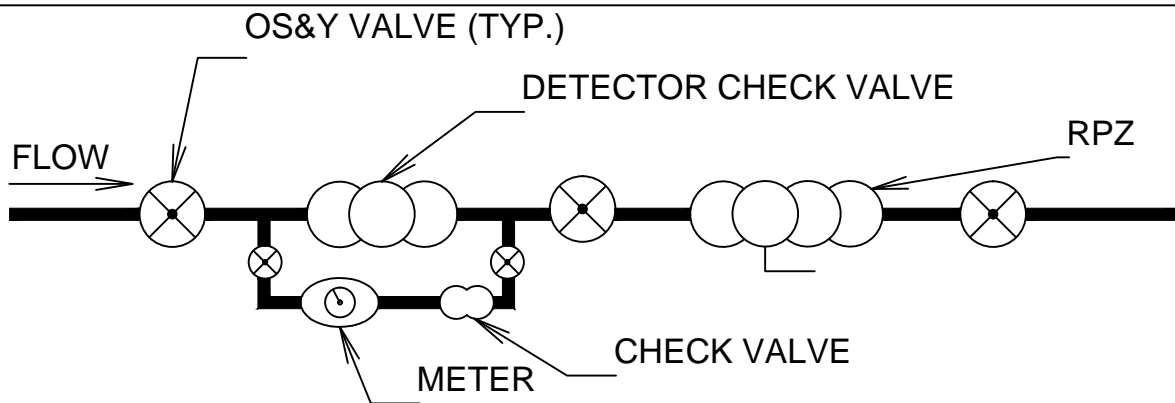 OS&Y VALVE (TYP.)
DETECTOR CHECK VALVE
RPZ
FLOW
CHECK VALVE
METER